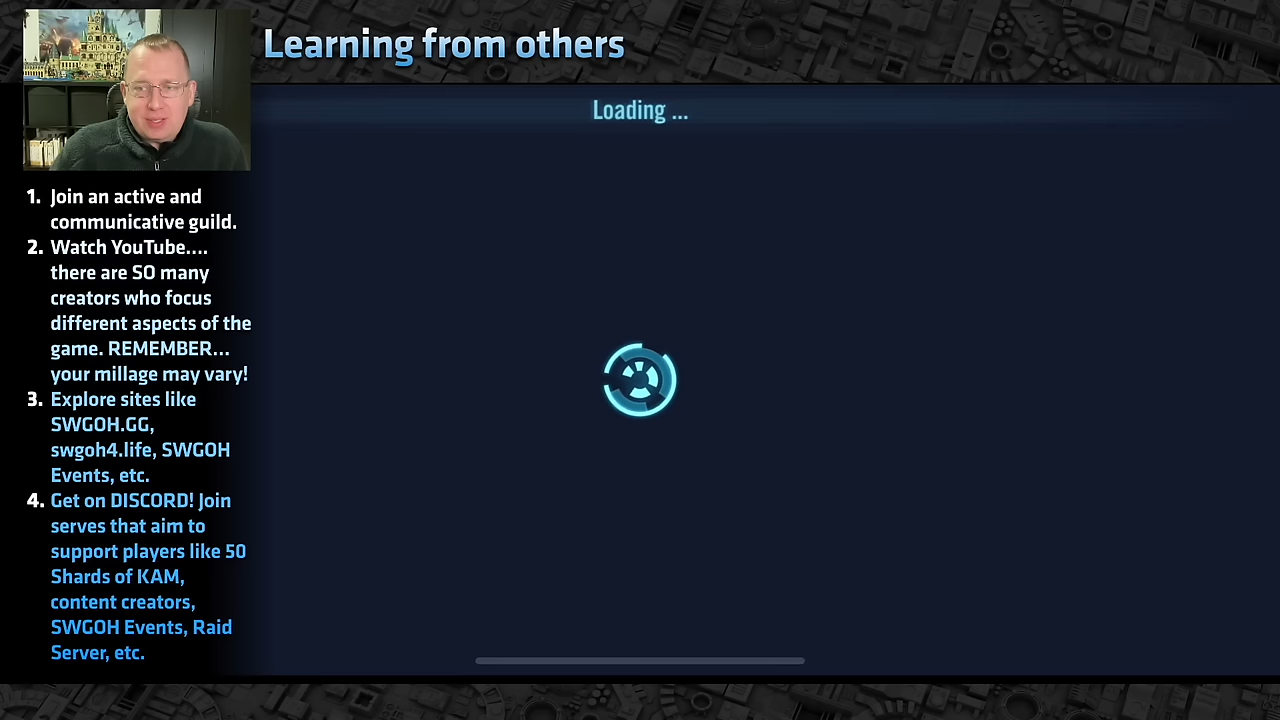 Learning from others
Loading ...
1. Join an active and
communicative guild.
2. Watch YouTube....
there are SO many
creators who focus
different aspects of the
game. REMEMBER...
your millage may vary!
3. Explore sites like
SWGOH.GG,
swgoh4.life, SWGOH
Events, etc.
4. Get on DISCORD! Join
serves that aim to
support players like 50
Shards of KAM,
content creators,
SWGOH Events, Raid
Server, etc.